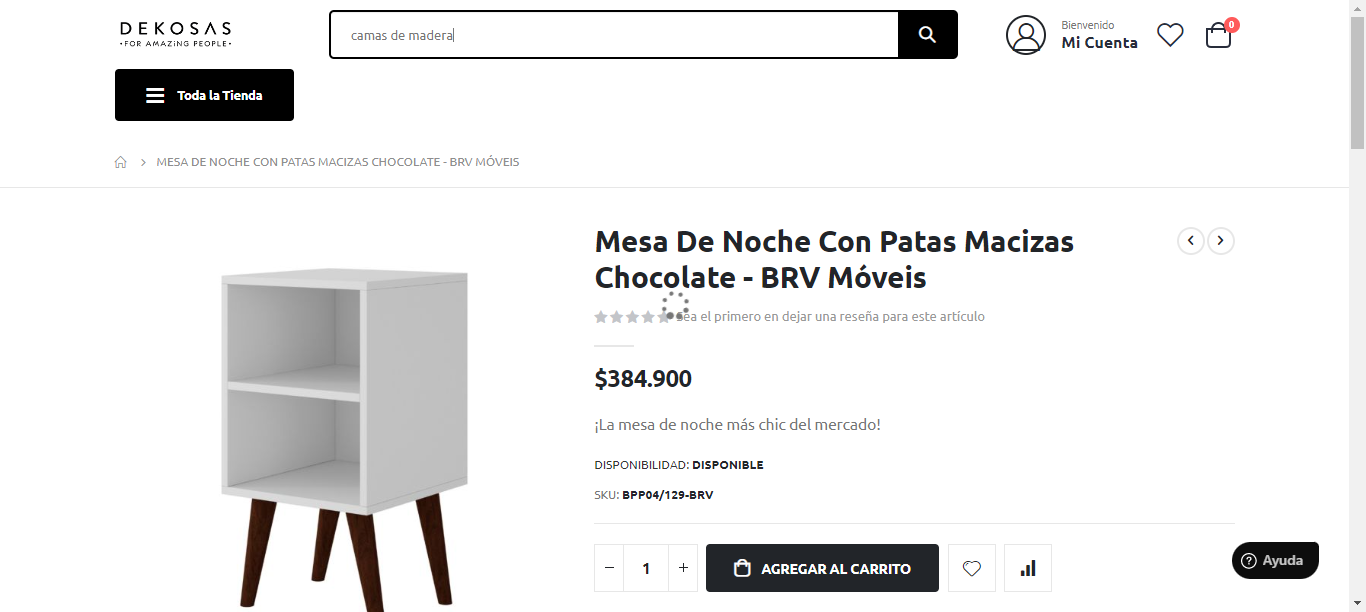 DEKOSAS
•FOR AMAZING PEOPLE•
camas de madera
Bienvenido
Mi Cuenta
0
Toda la Tienda
MESA DE NOCHE CON PATAS MACIZAS CHOCOLATE - BRV MÓVEIS
Mesa De Noche Con Patas Macizas
Chocolate - BRV Móveis
Sea el primero en dejar una reseña para este artículo
$384.900
¡La mesa de noche más chic del mercado!
DISPONIBILIDAD: DISPONIBLE
SKU: BPP04/129-BRV
− 1 +
AGREGAR AL CARRITO
? Ayuda